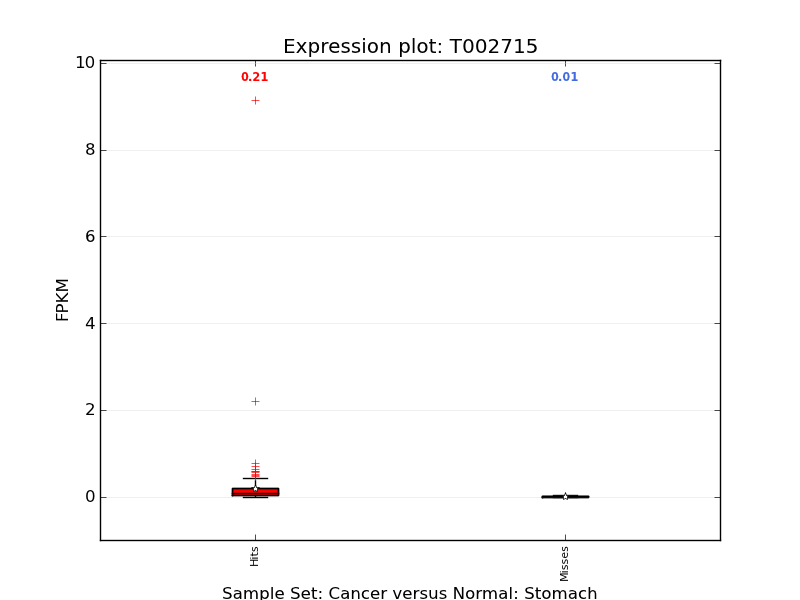 Expression plot: T002715
0.21
0.01
10
8
6
4
2
0
FPKM
Hits
Misses
Sample Set: Cancer versus Normal: Stomach